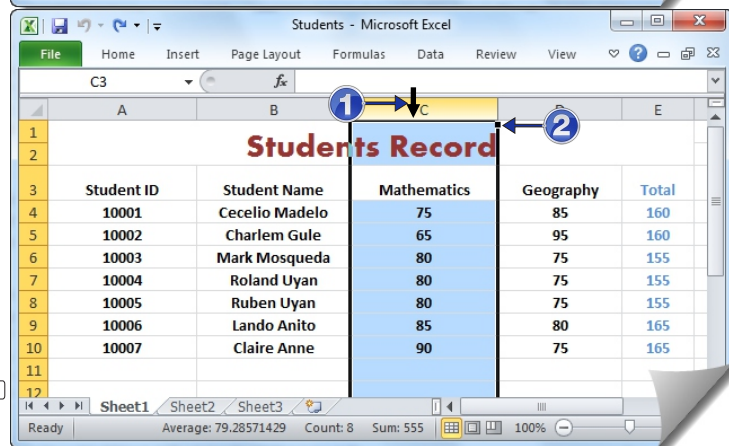 Students - Microsoft Excel
File Home Insert Page Layout Formulas Data Review View
C3 fx
1 2
A B C E
1
2 Students Record
3 Student ID Student Name Mathematics Geography Total
4 10001 Cecelio Madelo 75 85 160
5 10002 Charlem Gule 65 95 160
6 10003 Mark Mosqueda 80 75 155
7 10004 Roland Uyan 80 75 155
8 10005 Ruben Uyan 80 75 155
9 10006 Lando Anito 85 80 165
10 10007 Claire Anne 90 75 165
11
12
Sheet1 Sheet2 Sheet3
Ready Average: 79.28571429 Count: 8 Sum: 555 100%